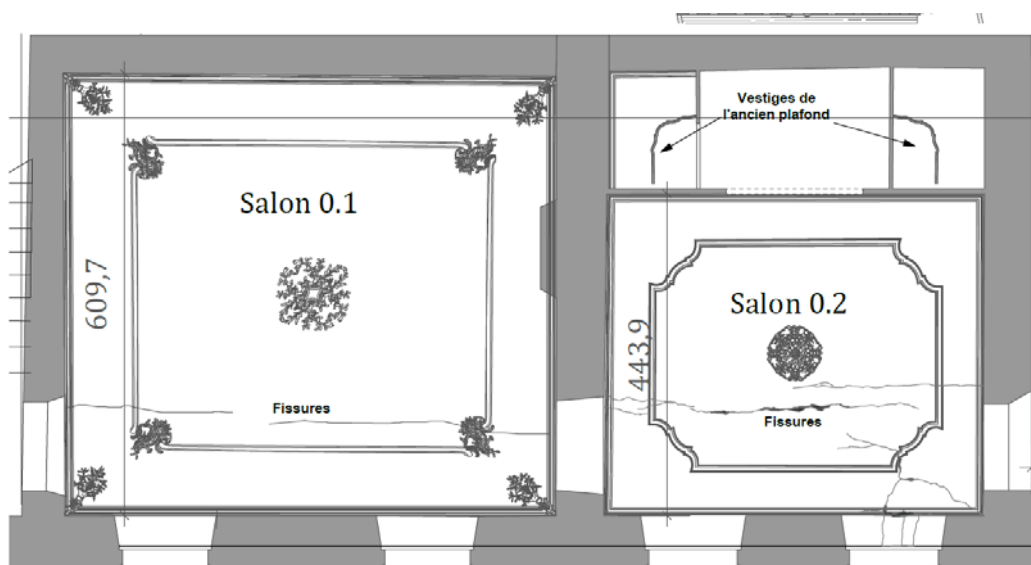 Vestiges de
l'ancien plafond
Salon 0.1
609,7
Fissures
Salon 0.2
443,9
Fissures